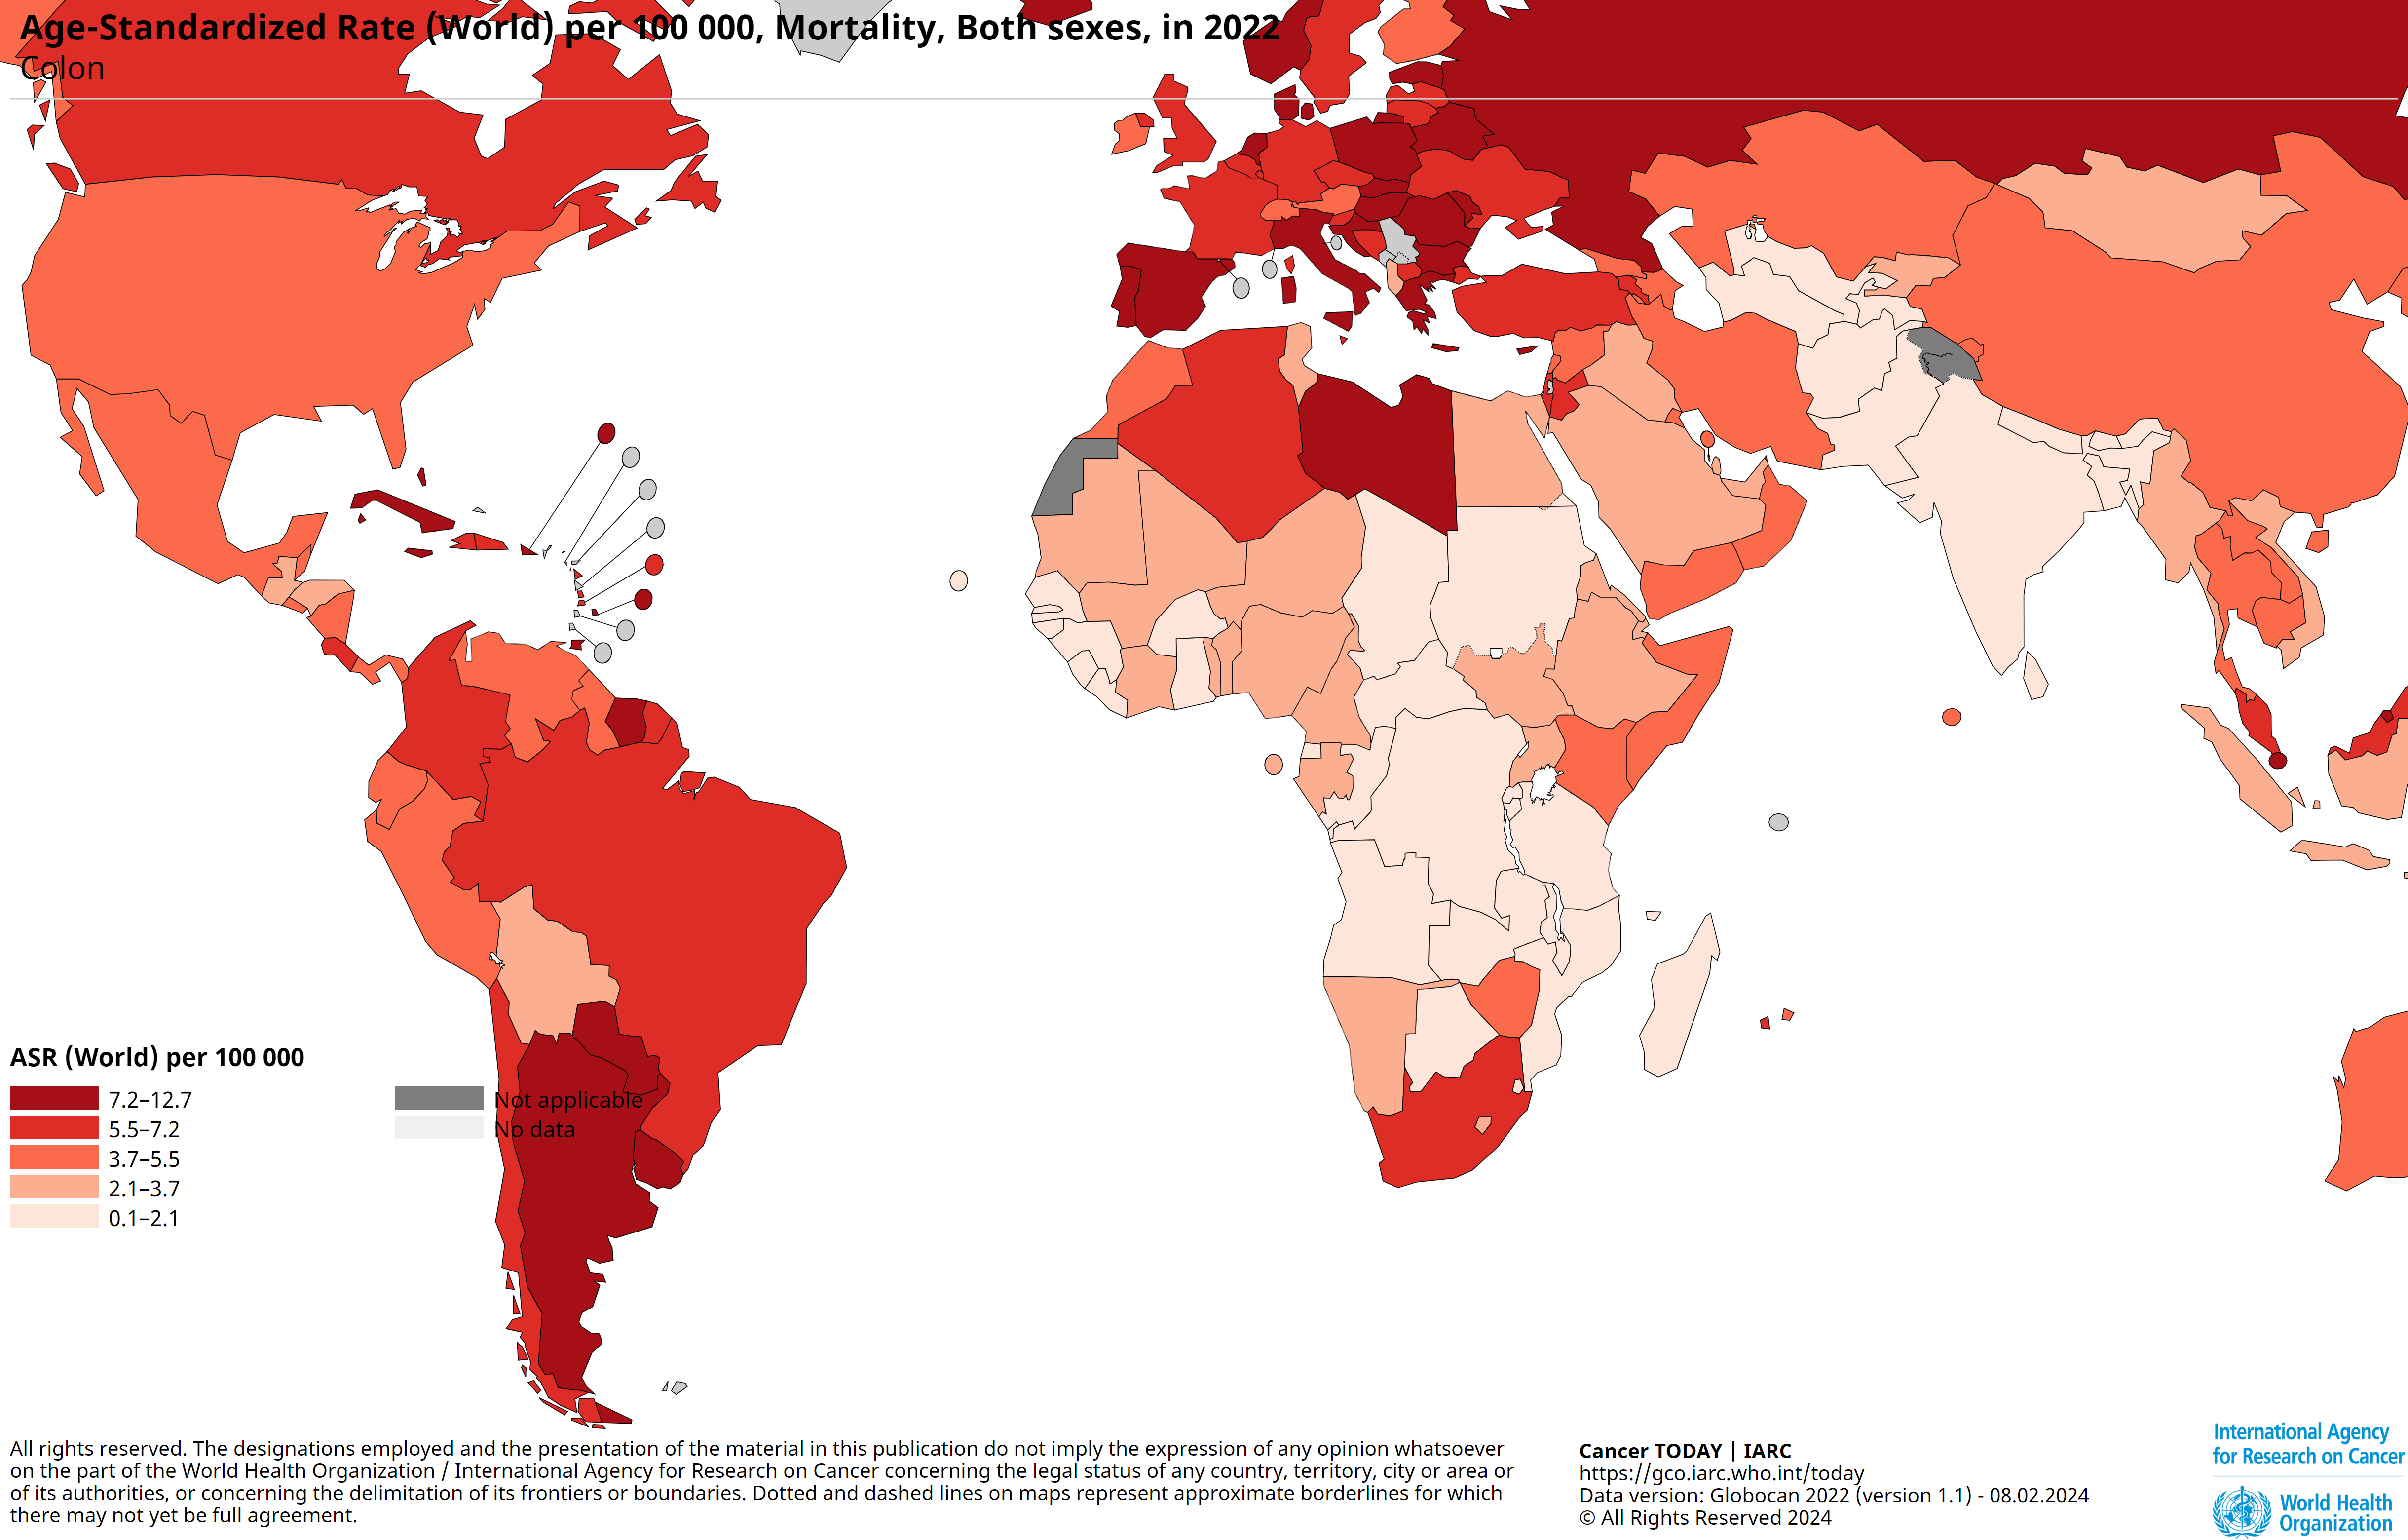 Age-Standardized Rate (World) per 100 000, Mortality, Both sexes, in 2022
Colon
ASR (World) per 100 000
7.2–12.7
5.5–7.2
3.7–5.5
2.1–3.7
0.1–2.1
Not applicable
No data
All rights reserved. The designations employed and the presentation of the material in this publication do not imply the expression of any opinion whatsoever
on the part of the World Health Organization / International Agency for Research on Cancer concerning the legal status of any country, territory, city or area or
of its authorities, or concerning the delimitation of its frontiers or boundaries. Dotted and dashed lines on maps represent approximate borderlines for which
there may not yet be full agreement.
Cancer TODAY | IARC
https://gco.iarc.who.int/today
Data version: Globocan 2022 (version 1.1) - 08.02.2024
© All Rights Reserved 2024
International Agency
for Research on Cancer
World Health
Organization